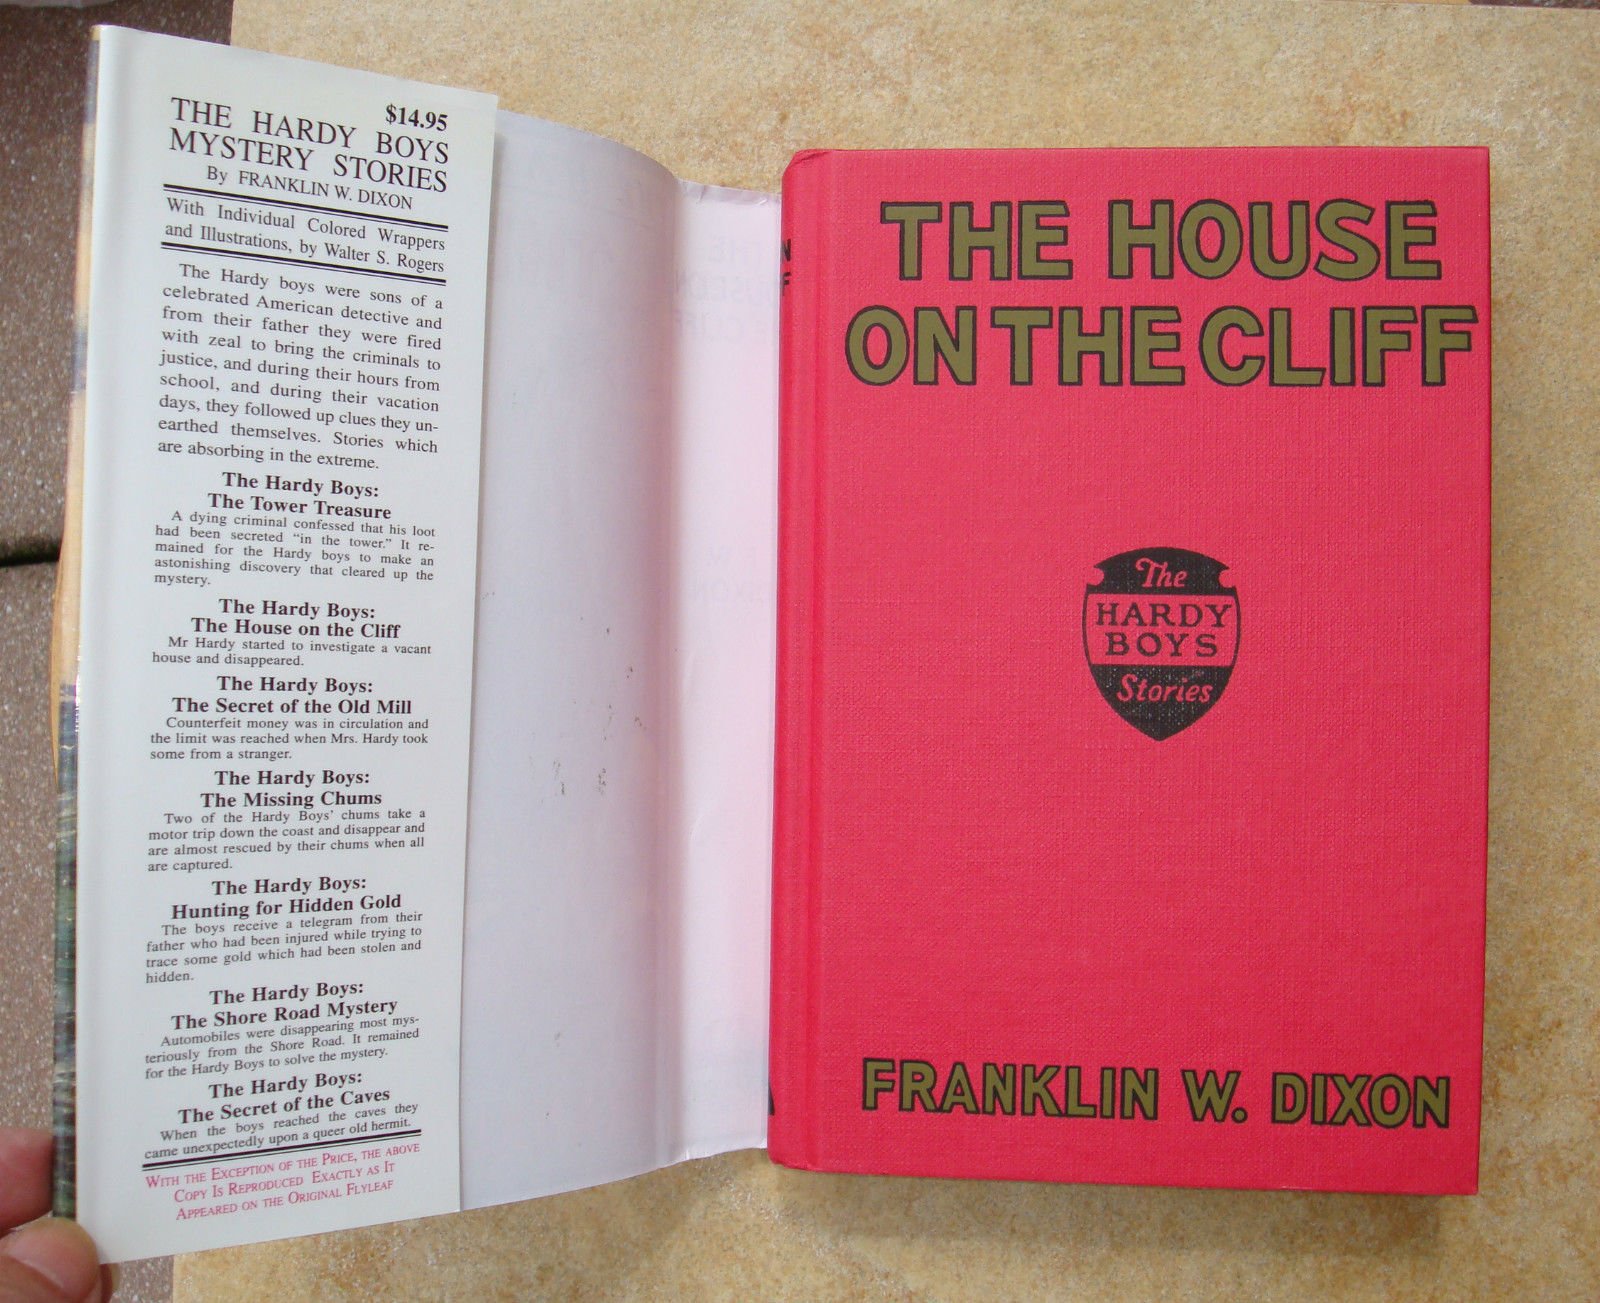 $14.95
THE HARDY BOYS
MYSTERY STORIES
By FRANKLIN W. DIXON
With Individual Colored Wrappers
and Illustrations, by Walter S. Rogers
The Hardy boys were sons of a
celebrated American detective and
from their father they were fired
with zeal to bring the criminals to
justice, and during their hours from
school, and during their vacation
days, they followed up clues they un-
earthed themselves. Stories which
are absorbing in the extreme.
The Hardy Boys:
The Tower Treasure
A dying criminal confessed that his loot
had been secreted “in the tower.” It re-
mained for the Hardy boys to make an
astonishing discovery that cleared up the
mystery.
The Hardy Boys:
The House on the Cliff
Mr Hardy started to investigate a vacant
house and disappeared.
The Hardy Boys:
The Secret of the Old Mill
Counterfeit money was in circulation and
the limit was reached when Mrs. Hardy took
some from a stranger.
The Hardy Boys:
The Missing Chums
Two of the Hardy Boys’ chums take a
motor trip down the coast and disappear and
are almost rescued by their chums when all
are captured.
The Hardy Boys:
Hunting for Hidden Gold
The boys receive a telegram from their
father who had been injured while trying to
trace some gold which had been stolen and
hidden.
The Hardy Boys:
The Shore Road Mystery
Automobiles were disappearing most mys-
teriously from the Shore Road. It remained
for the Hardy Boys to solve the mystery.
The Hardy Boys:
The Secret of the Caves
When the boys reached the caves they
came unexpectedly upon a queer old hermit.
WITH THE EXCEPTION OF THE PRICE, THE ABOVE
COPY IS REPRODUCED EXACTLY AS IT
APPEARED ON THE ORIGINAL FLYLEAF
THE HOUSE
ON THE CLIFF
The
HARDY
BOYS
Stories
FRANKLIN W. DIXON